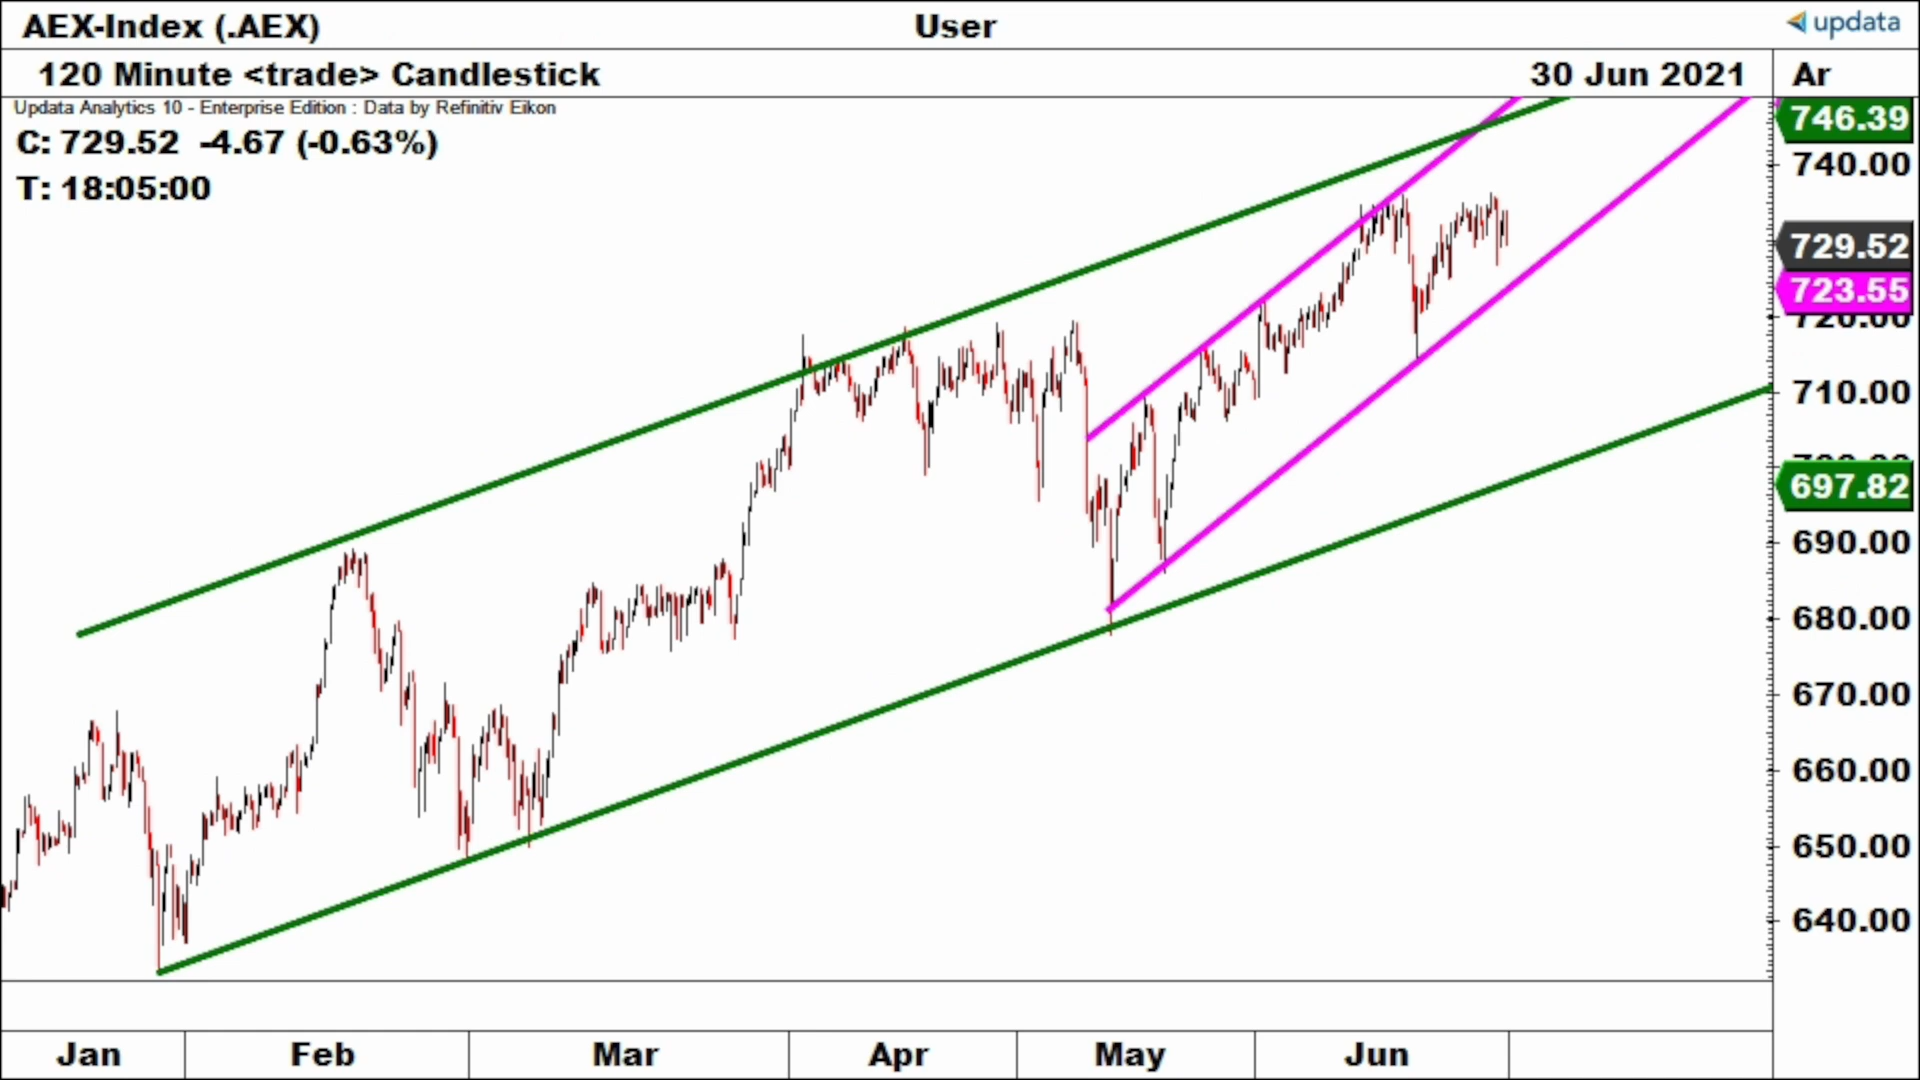 AEX-Index (.AEX) User updata
120 Minute <trade> Candlestick 30 Jun 2021 Ar
Updata Analytics 10 - Enterprise Edition : Data by Refinitiv Eikon
C: 729.52 -4.67 (-0.63%)
T: 18:05:00
746.39
740.00
729.52
723.55
720.00
710.00
697.82
690.00
680.00
670.00
660.00
650.00
640.00
Jan Feb Mar Apr May Jun